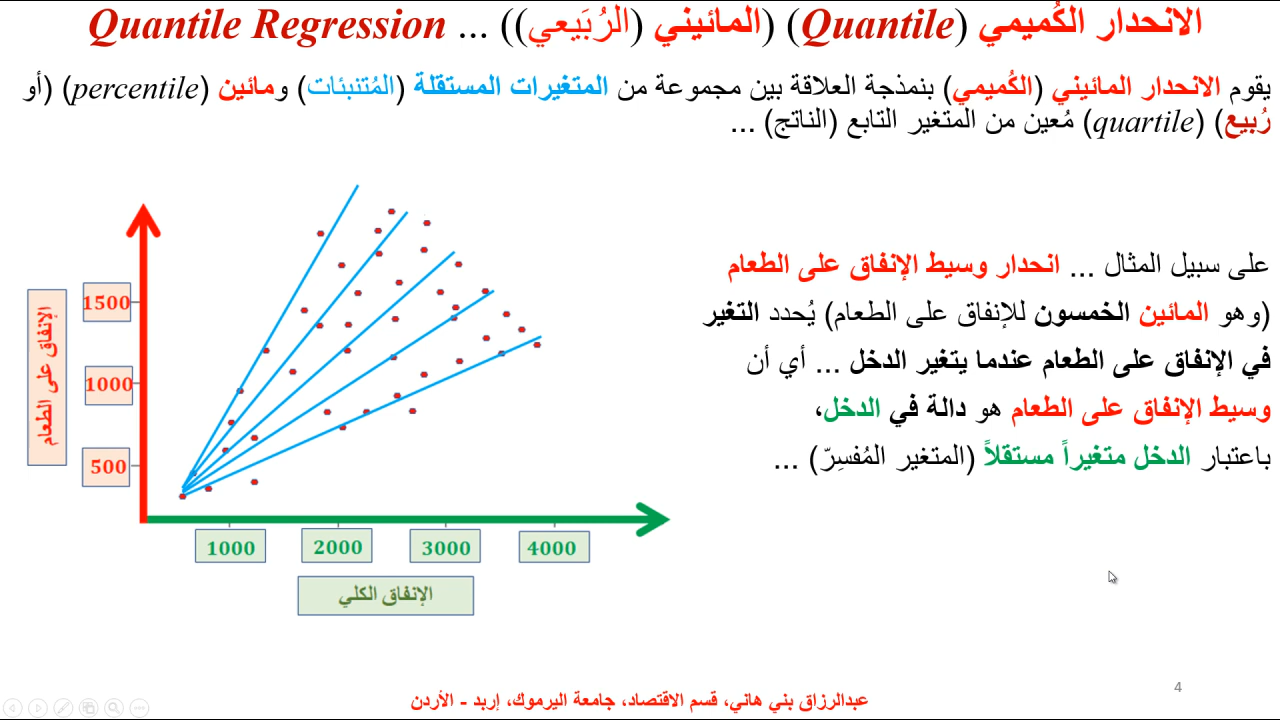 الانحدار الكُميمي (Quantile) (المائيني (الرُبَيعي)) ... Quantile Regression
يقوم الانحدار المائيني (الكُميمي) بنمذجة العلاقة بين مجموعة من المتغيرات المستقلة (المُتنبئات) ومائين (percentile) (أو
رُبيع) (quartile) مُعين من المتغير التابع (الناتج) ...
على سبيل المثال ... انحدار وسيط الإنفاق على الطعام
(وهو المائين الخمسون للإنفاق على الطعام) يُحدد التغير
في الإنفاق على الطعام عندما يتغير الدخل ... أي أن
وسيط الإنفاق على الطعام هو دالة في الدخل،
باعتبار الدخل متغيراً مستقلاً (المتغير المُفسِرّ) ...
الإنفاق على الطعام
1500
1000
500
1000 2000 3000 4000
الإنفاق الكلي
4
عبدالرزاق بني هاني، قسم الاقتصاد، جامعة اليرموك، إربد - الأردن